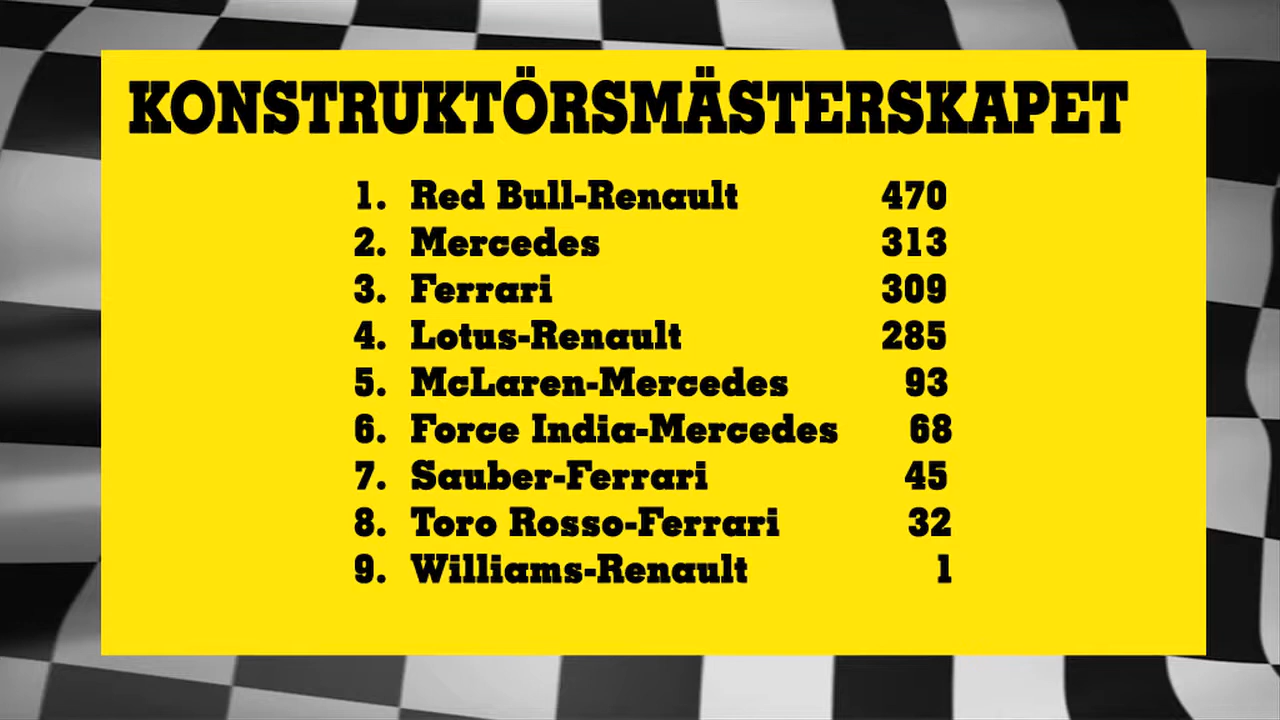 KONSTRUKTÖRSMÄSTERSKAPET
1. Red Bull-Renault 470
2. Mercedes 313
3. Ferrari 309
4. Lotus-Renault 285
5. McLaren-Mercedes 93
6. Force India-Mercedes 68
7. Sauber-Ferrari 45
8. Toro Rosso-Ferrari 32
9. Williams-Renault 1